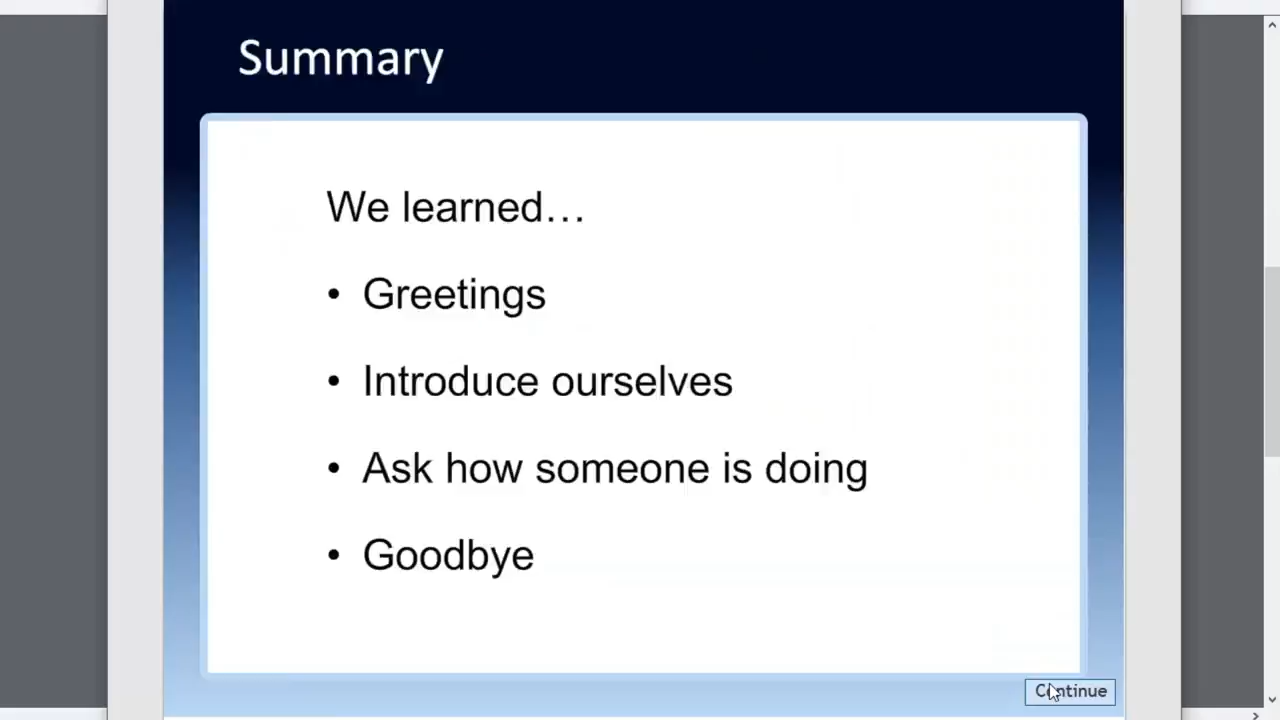 Summary
We learned…
• Greetings
• Introduce ourselves
• Ask how someone is doing
• Goodbye
Continue